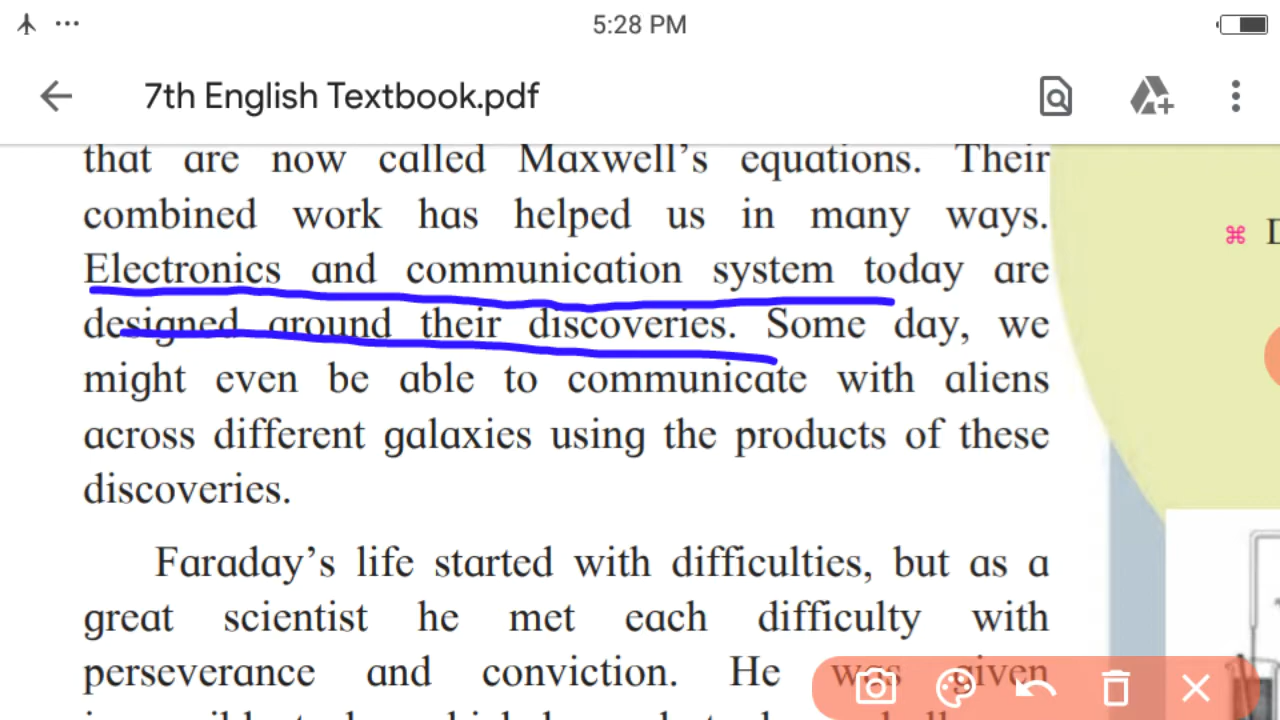 5:28 PM
7th English Textbook.pdf
that are now called Maxwell's equations. Their
combined work has helped us in many ways.
Electronics and communication system today are
designed around their discoveries. Some day, we
might even be able to communicate with aliens
across different galaxies using the products of these
discoveries.
Faraday's life started with difficulties, but as a
great scientist he met each difficulty with
perseverance and conviction. He was given